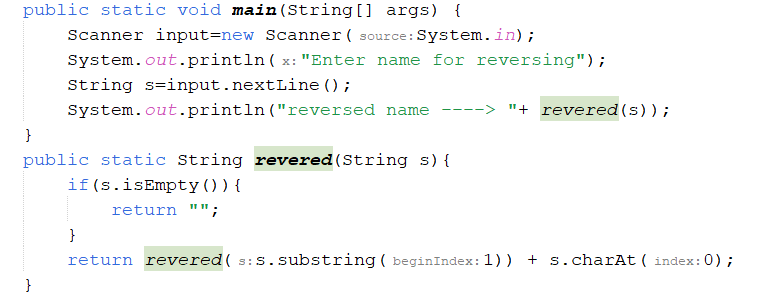 public static void main(String[] args) {
Scanner input=new Scanner( source: System.in);
System.out.println( x: "Enter name for reversing");
String s=input.nextLine();
System.out.println("reversed name ----> "+ revered(s));
}
public static String revered(String s){
if(s.isEmpty()){
return "";
}
return revered( s: s.substring( beginIndex: 1)) + s.charAt( index: 0);
}